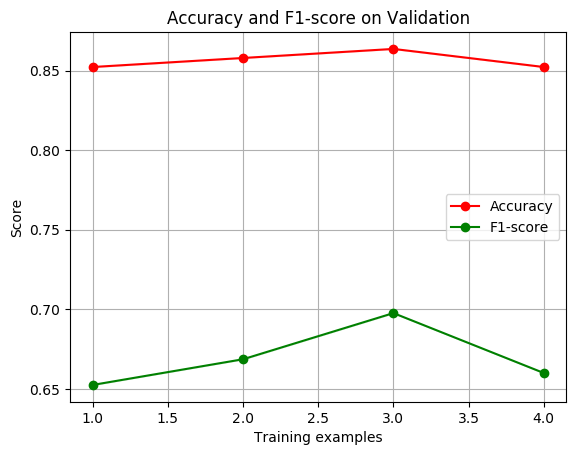 Accuracy and F1-score on Validation
Score
0.85
0.80
0.75
0.70
0.65
Accuracy
F1-score
1.0 1.5 2.0 2.5 3.0 3.5 4.0
Training examples